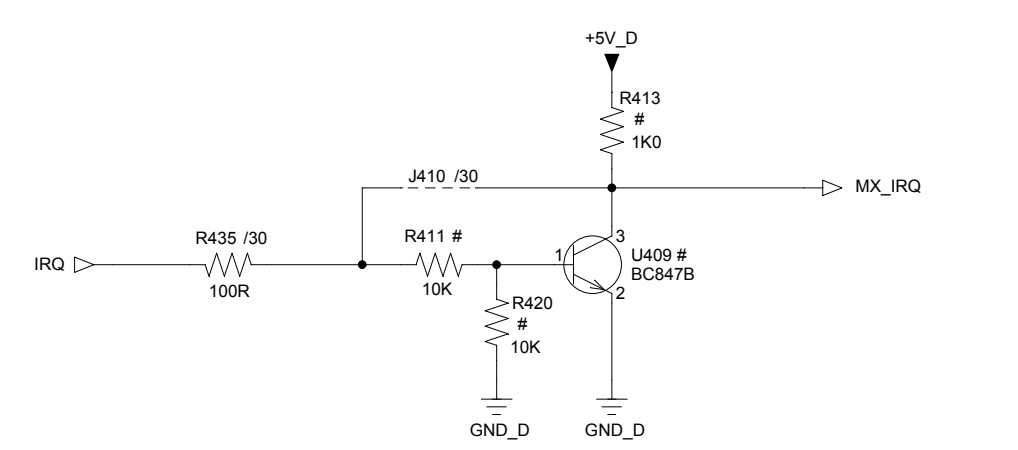 +5V_D
R413
#
1K0
J410 /30
MX_IRQ
R435 /30
R411 #
3
IRQ
1
U409 #
BC847B
100R
10K
2
R420
#
10K
GND_D
GND_D